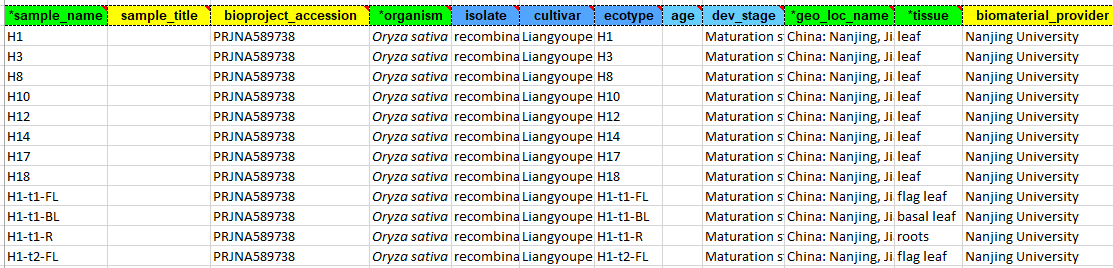 *sample_name sample_title bioproject_accession *organism isolate cultivar ecotype age dev_stage *geo_loc_name *tissue biomaterial_provider
H1 PRJNA589738 Oryza sativa recombina Liangyoupe H1 Maturation s China: Nanjing, Ji leaf Nanjing University
H3 PRJNA589738 Oryza sativa recombina Liangyoupe H3 Maturation s China: Nanjing, Ji leaf Nanjing University
H8 PRJNA589738 Oryza sativa recombina Liangyoupe H8 Maturation s China: Nanjing, Ji leaf Nanjing University
H10 PRJNA589738 Oryza sativa recombina Liangyoupe H10 Maturation s China: Nanjing, Ji leaf Nanjing University
H12 PRJNA589738 Oryza sativa recombina Liangyoupe H12 Maturation s China: Nanjing, Ji leaf Nanjing University
H14 PRJNA589738 Oryza sativa recombina Liangyoupe H14 Maturation s China: Nanjing, Ji leaf Nanjing University
H17 PRJNA589738 Oryza sativa recombina Liangyoupe H17 Maturation s China: Nanjing, Ji leaf Nanjing University
H18 PRJNA589738 Oryza sativa recombina Liangyoupe H18 Maturation s China: Nanjing, Ji leaf Nanjing University
H1-t1-FL PRJNA589738 Oryza sativa recombina Liangyoupe H1-t1-FL Maturation s China: Nanjing, Ji flag leaf Nanjing University
H1-t1-BL PRJNA589738 Oryza sativa recombina Liangyoupe H1-t1-BL Maturation s China: Nanjing, Ji basal leaf Nanjing University
H1-t1-R PRJNA589738 Oryza sativa recombina Liangyoupe H1-t1-R Maturation s China: Nanjing, Ji roots Nanjing University
H1-t2-FL PRJNA589738 Oryza sativa recombina Liangyoupe H1-t2-FL Maturation s China: Nanjing, Ji flag leaf Nanjing University